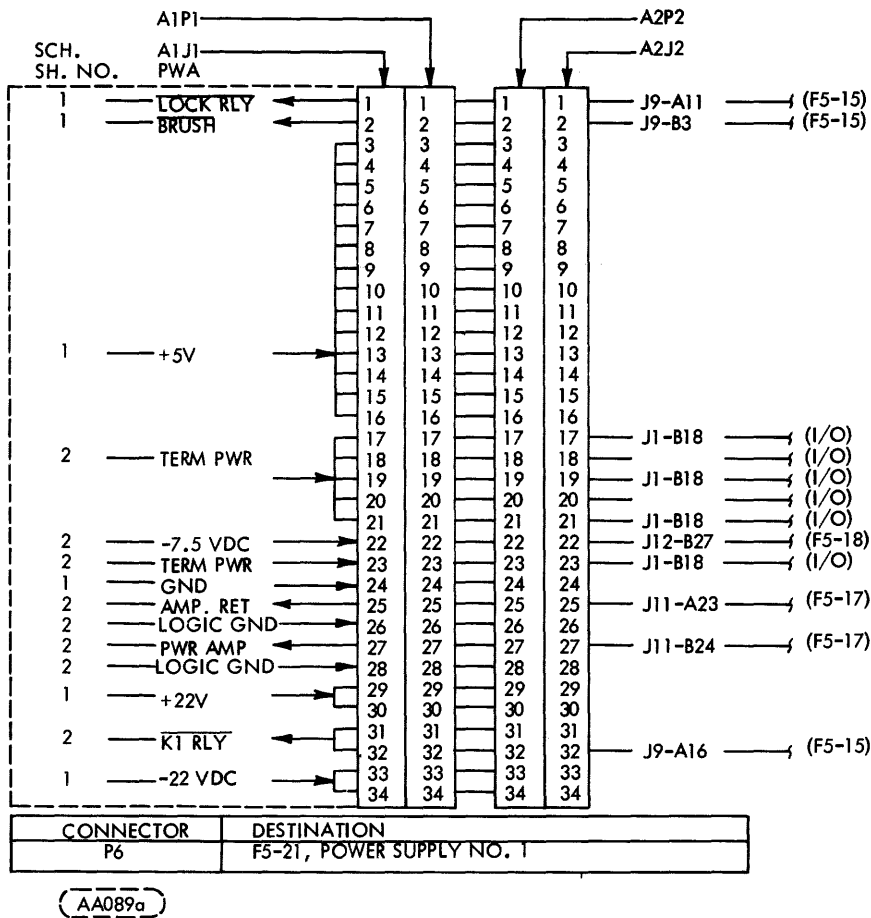 A1P1 A2P2
SCH. A1J1 A2J2
SH. NO. PWA
1 LOCK RLY 1 1 1 1 J9-A11 (F5-15)
1 BRUSH 2 2 2 2 J9-B3 (F5-15)
3 3 3 3
4 4 4 4
5 5 5 5
6 6 6 6
7 7 7 7
8 8 8 8
9 9 9 9
10 10 10 10
11 11 11 11
12 12 12 12
1 +5V 13 13 13 13
14 14 14 14
15 15 15 15
16 16 16 16
17 17 17 17 J1-B18 (I/O)
2 TERM PWR 18 18 18 18 (I/O)
19 19 19 19 J1-B18 (I/O)
20 20 20 20 (I/O)
21 21 21 21 J1-B18 (I/O)
2 -7.5 VDC 22 22 22 22 J12-B27 (F5-18)
2 TERM PWR 23 23 23 23 J1-B18 (I/O)
1 GND 24 24 24 24
2 AMP. RET 25 25 25 25 J11-A23 (F5-17)
2 LOGIC GND 26 26 26 26
2 PWR AMP 27 27 27 27 J11-B24 (F5-17)
2 LOGIC GND 28 28 28 28
1 +22V 29 29 29 29
30 30 30 30
2 K1 RLY 31 31 31 31
32 32 32 32 J9-A16 (F5-15)
1 -22 VDC 33 33 33 33
34 34 34 34
CONNECTOR DESTINATION
P6 F5-21, POWER SUPPLY NO. 1
AA089a